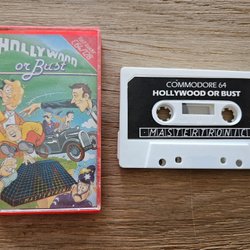 HOLLYWOOD
or Bust
COMMODORE 64
HOLLYWOOD OR BUST
MASTERTRONIC